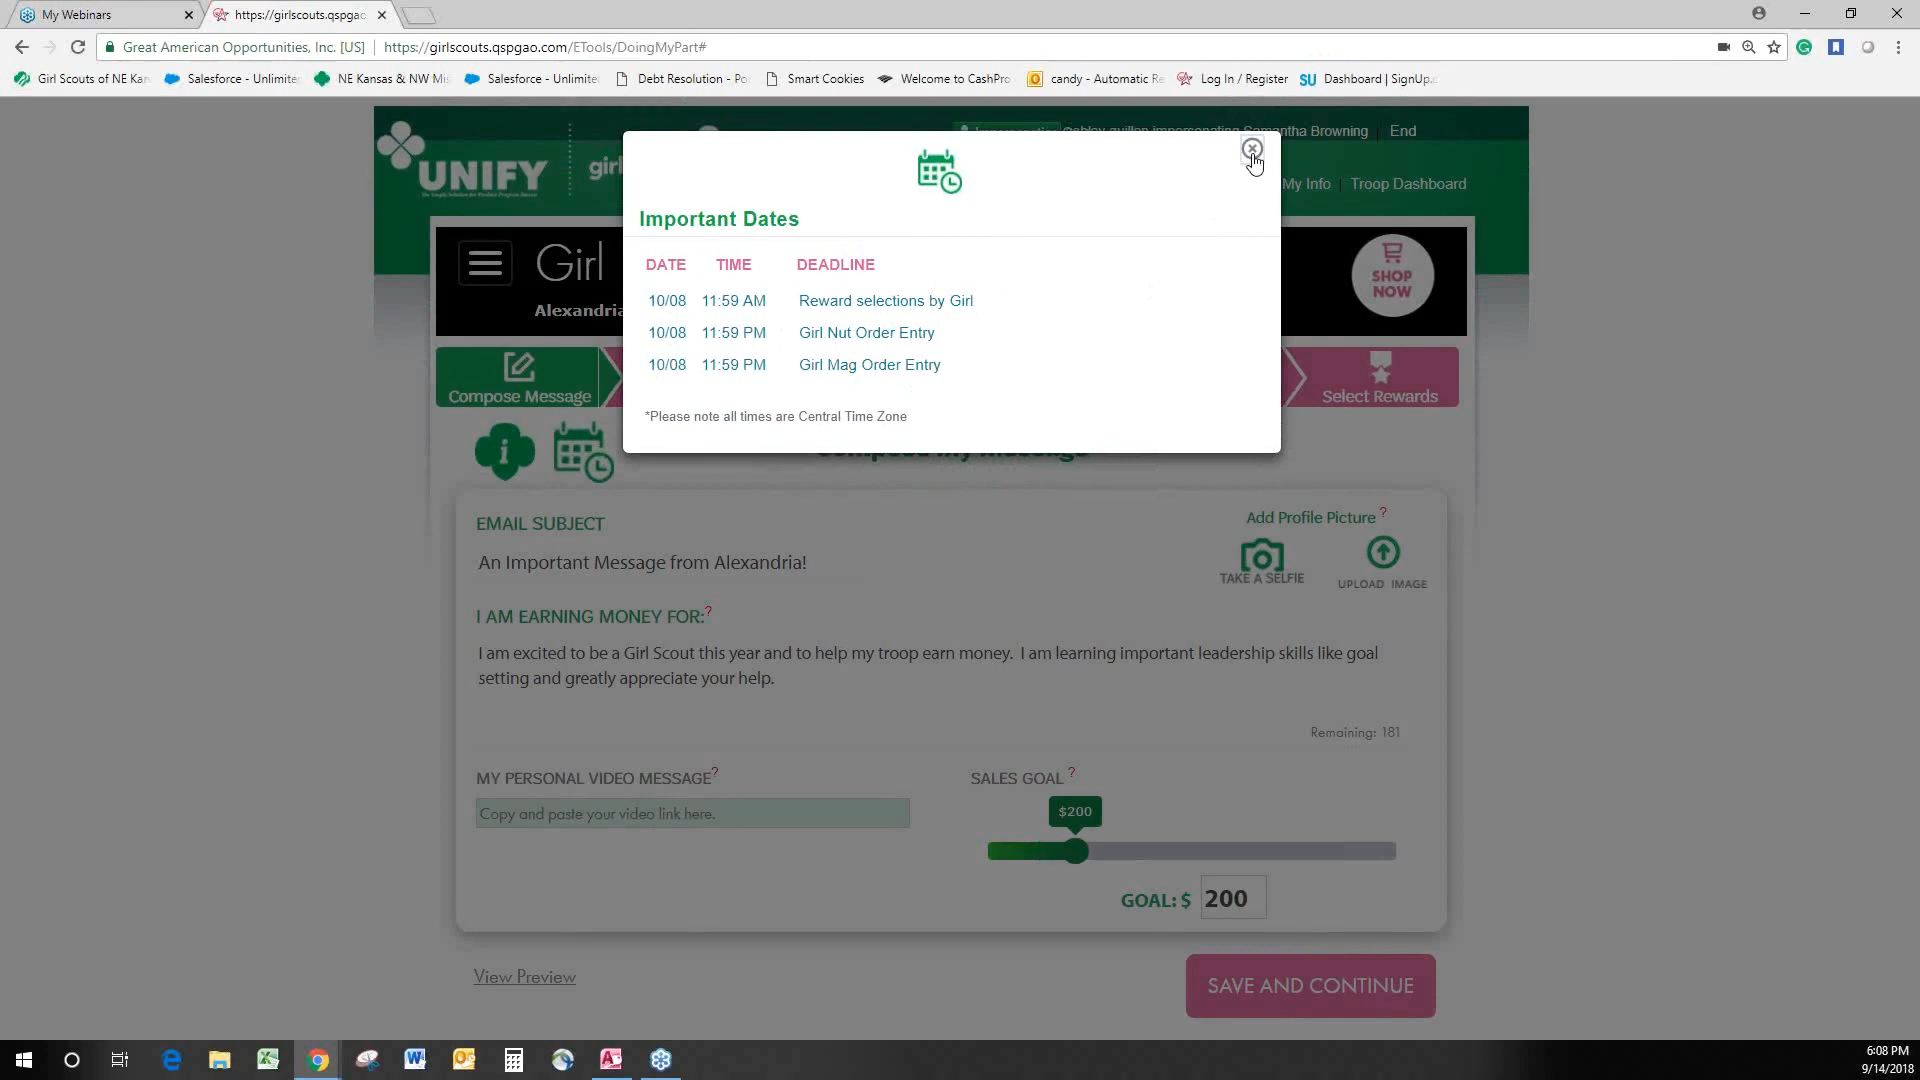 My Webinars
https://girlscouts.qspgao
Great American Opportunities, Inc. [US]
https://girlscouts.qspgao.com/ETools/DoingMyPart#
Girl Scouts of NE Kan
Salesforce - Unlimite
NE Kansas & NW Mis
Salesforce - Unlimite
Debt Resolution - Po
Smart Cookies
Welcome to CashPro
candy - Automatic Re
Log In / Register
SU Dashboard | SignUp
impersonating Samantha Browning
End
UNIFY
girl
My Info
Troop Dashboard
Important Dates
DATE TIME DEADLINE
10/08 11:59 AM Reward selections by Girl
10/08 11:59 PM Girl Nut Order Entry
10/08 11:59 PM Girl Mag Order Entry
*Please note all times are Central Time Zone
Girl
Alexandria
SHOP
NOW
Compose Message
Select Rewards
Compose My Message
EMAIL SUBJECT
An Important Message from Alexandria!
Add Profile Picture ?
TAKE A SELFIE
UPLOAD IMAGE
I AM EARNING MONEY FOR:?
I am excited to be a Girl Scout this year and to help my troop earn money. I am learning important leadership skills like goal
setting and greatly appreciate your help.
Remaining: 181
MY PERSONAL VIDEO MESSAGE?
Copy and paste your video link here.
SALES GOAL ?
$200
GOAL: $ 200
View Preview
SAVE AND CONTINUE
6:08 PM
9/14/2018